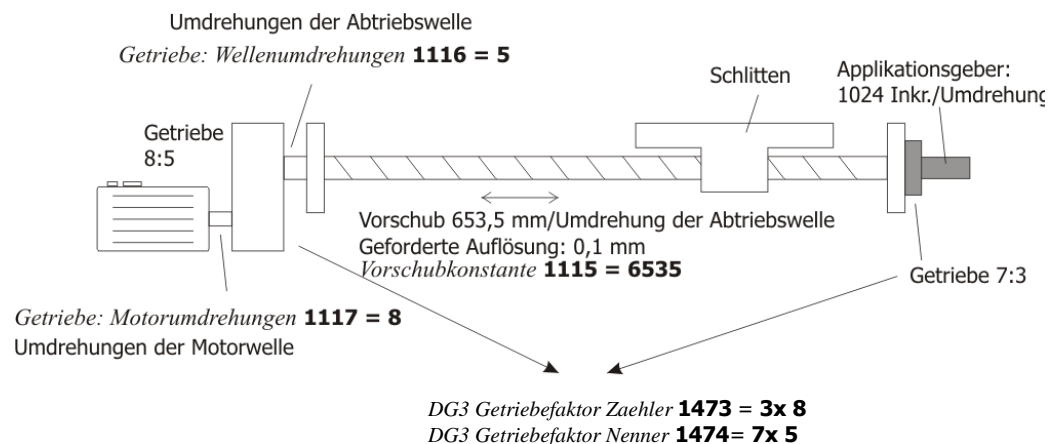 Umdrehungen der Abtriebswelle
Getriebe: Wellenumdrehungen 1116 = 5
Schlitten
Applikationsgeber:
1024 Inkr./Umdrehung
Getriebe
8:5
Vorschub 653,5 mm/Umdrehung der Abtriebswelle
Geforderte Auflösung: 0,1 mm
Vorschubkonstante 1115 = 6535
Getriebe 7:3
Getriebe: Motorumdrehungen 1117 = 8
Umdrehungen der Motorwelle
DG3 Getriebefaktor Zaehler 1473 = 3x 8
DG3 Getriebefaktor Nenner 1474= 7x 5